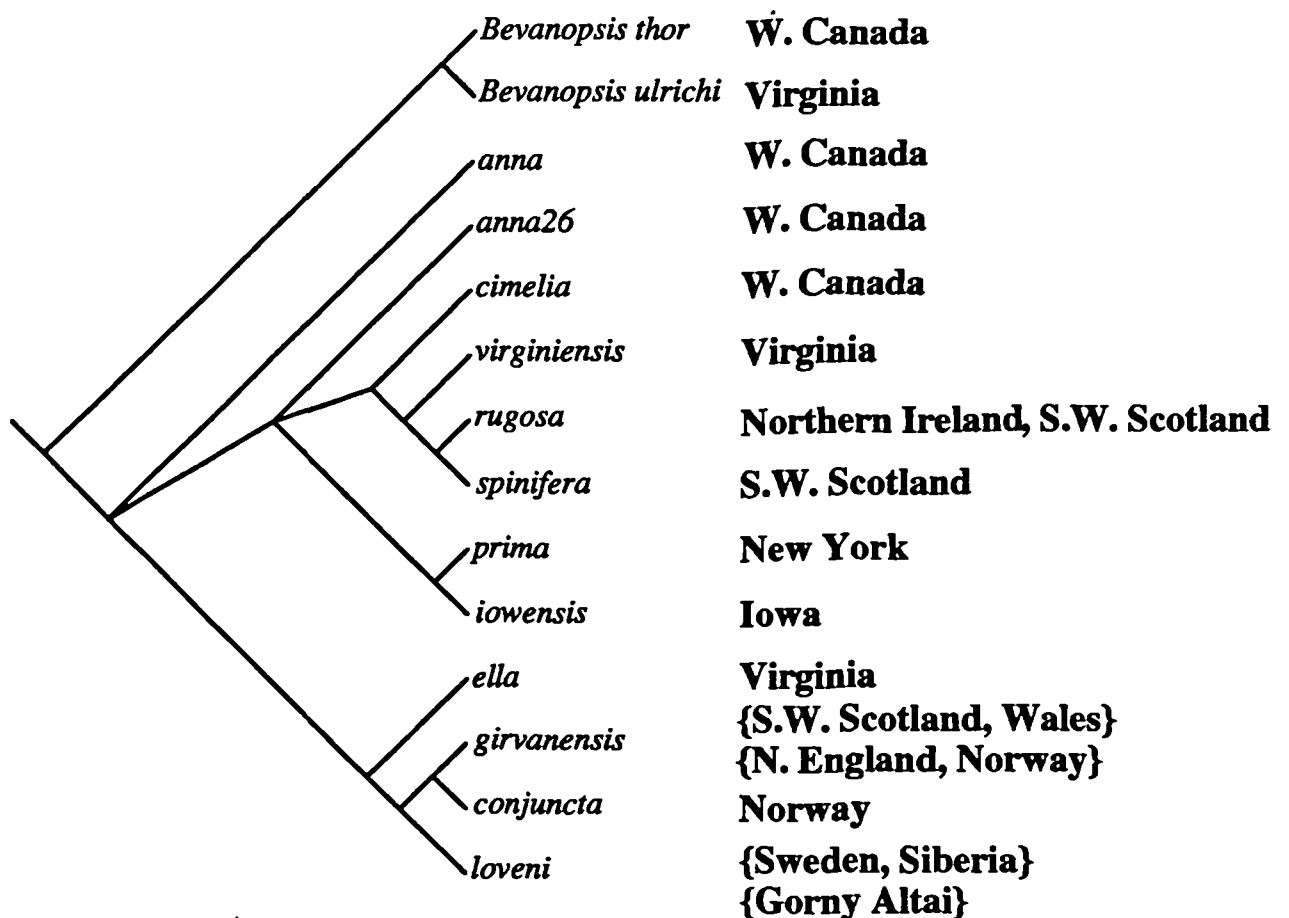 Bevanopsis thor W. Canada
Bevanopsis ulrichi Virginia
anna W. Canada
anna26 W. Canada
cimelia W. Canada
virginiensis Virginia
rugosa Northern Ireland, S.W. Scotland
spinifera S.W. Scotland
prima New York
iowensis Iowa
ella Virginia
girvanensis {S.W. Scotland, Wales}
{N. England, Norway}
conjuncta Norway
loveni {Sweden, Siberia}
{Gorny Altai}